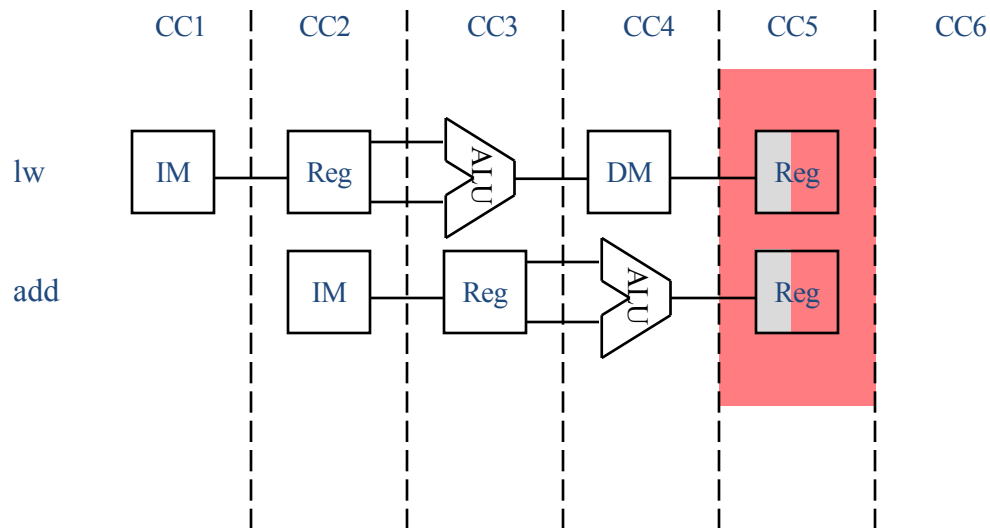 CC1 CC2 CC3 CC4 CC5 CC6
lw IM Reg ALU DM Reg
add IM Reg ALU Reg